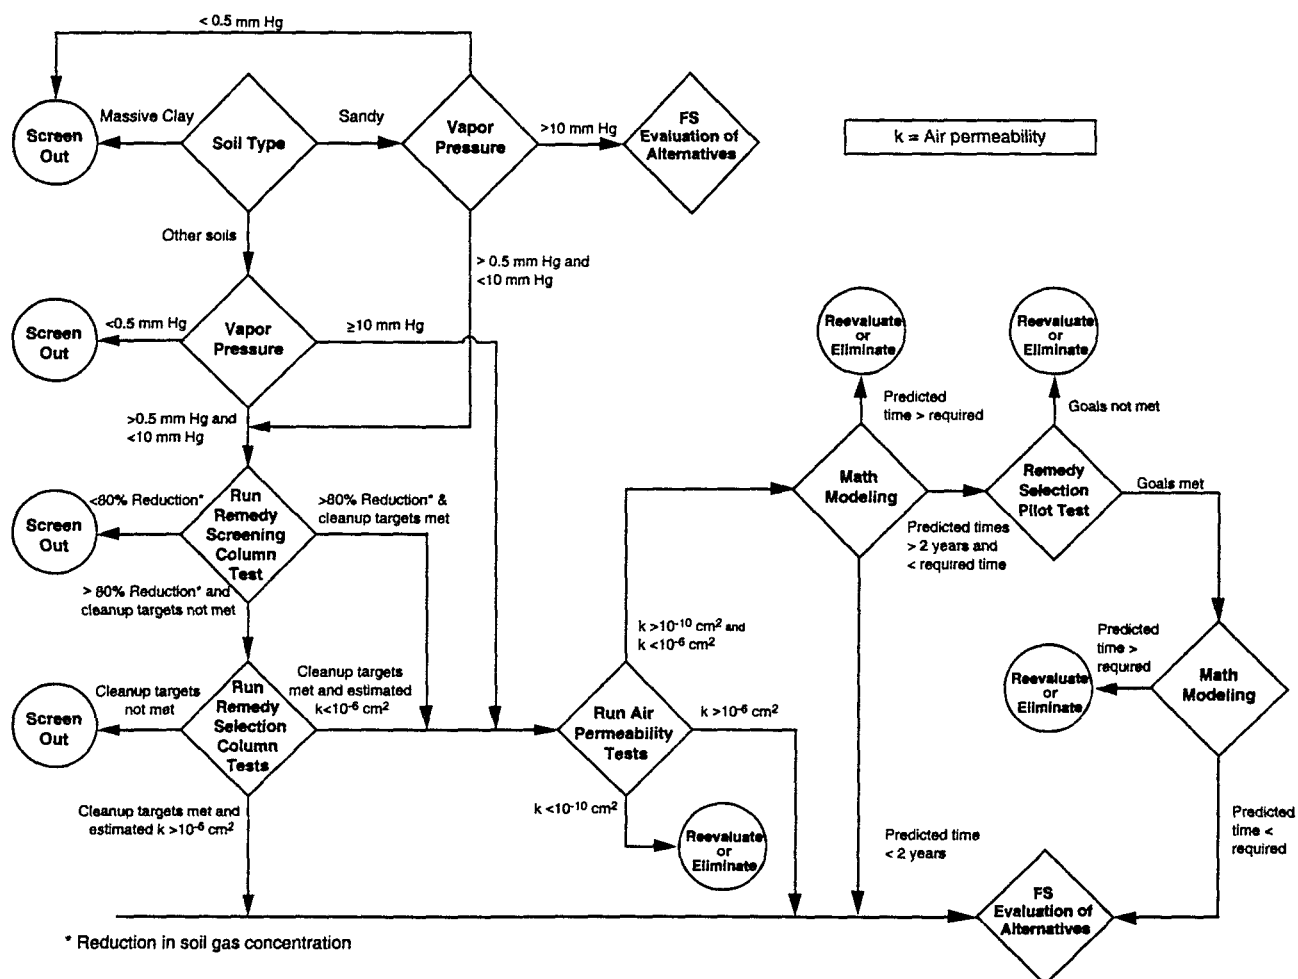 < 0.5 mm Hg
Screen
Out
Massive Clay
Soil Type
Sandy
Vapor
Pressure
>10 mm Hg
FS
Evaluation of
Alternatives
k = Air permeability
Other soils
> 0.5 mm Hg and
<10 mm Hg
Screen
Out
<0.5 mm Hg
Vapor
Pressure
≥10 mm Hg
>0.5 mm Hg and
<10 mm Hg
Reevaluate
or
Eliminate
Reevaluate
or
Eliminate
Predicted
time > required
Goals not met
Screen
Out
<80% Reduction*
Run
Remedy
Screening
Column
Test
>80% Reduction* &
cleanup targets met
Math
Modeling
Remedy
Selection
Pilot Test
Goals met
Predicted times
> 2 years and
< required time
> 80% Reduction* and
cleanup targets not met
k >10⁻¹⁰ cm² and
k <10⁻⁶ cm²
Screen
Out
Cleanup targets
not met
Run
Remedy
Selection
Column
Tests
Cleanup targets
met and estimated
k<10⁻⁶ cm²
Run Air
Permeability
Tests
k >10⁻⁶ cm²
Reevaluate
or
Eliminate
Predicted
time >
required
Math
Modeling
Cleanup targets met and
estimated k >10⁻⁶ cm²
k <10⁻¹⁰ cm²
Reevaluate
or
Eliminate
Predicted time
< 2 years
Predicted
time <
required
FS
Evaluation of
Alternatives
* Reduction in soil gas concentration